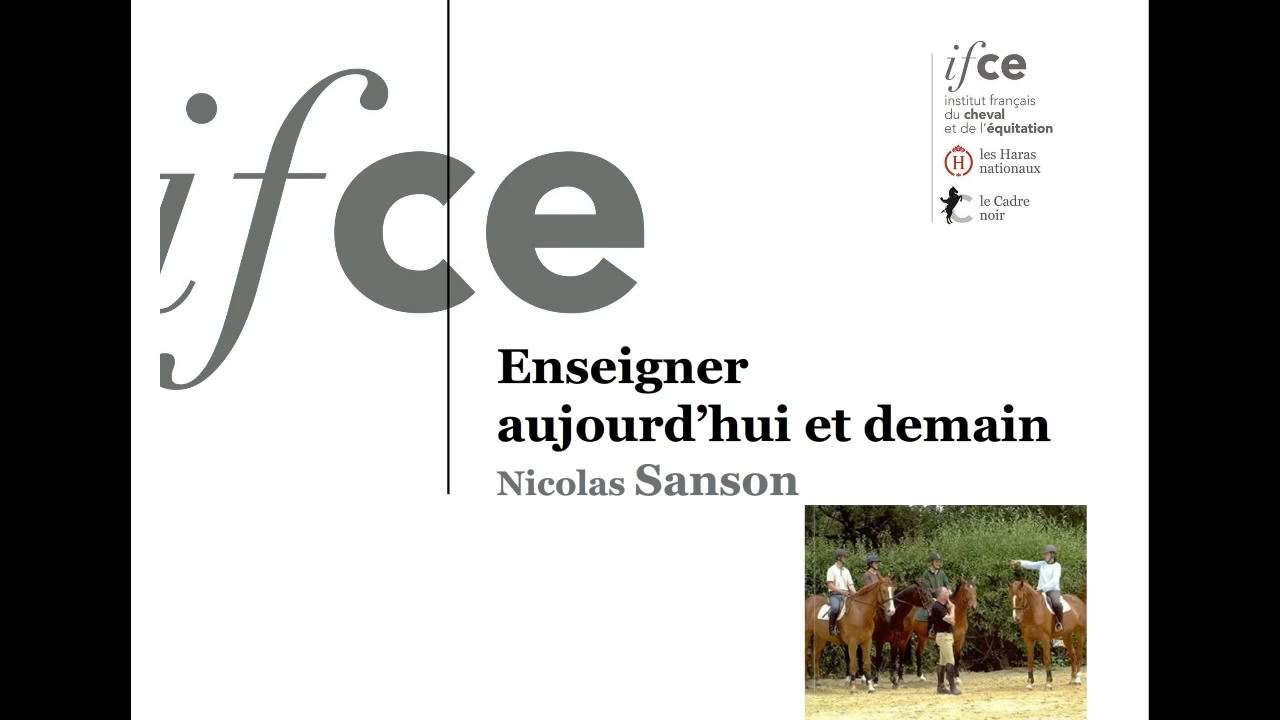 ifce
ifce
institut français
du cheval
et de l'équitation
H
les Haras
nationaux
le Cadre
noir
Enseigner
aujourd’hui et demain
Nicolas Sanson